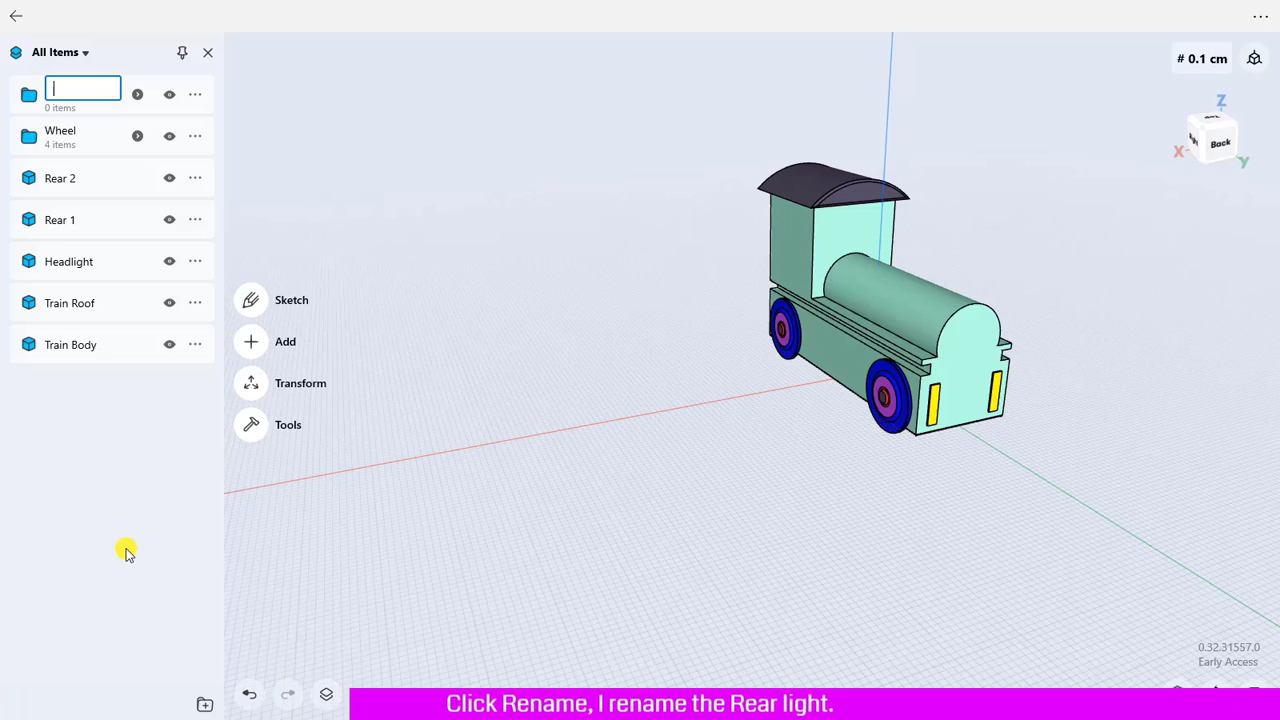 All Items
# 0.1 cm
0 items
Wheel
4 items
Rear 2
Rear 1
Headlight
Train Roof
Train Body
Sketch
Add
Transform
Tools
Z
X
Y
Back
0.32.31557.0
Early Access
Click Rename, I rename the Rear light.